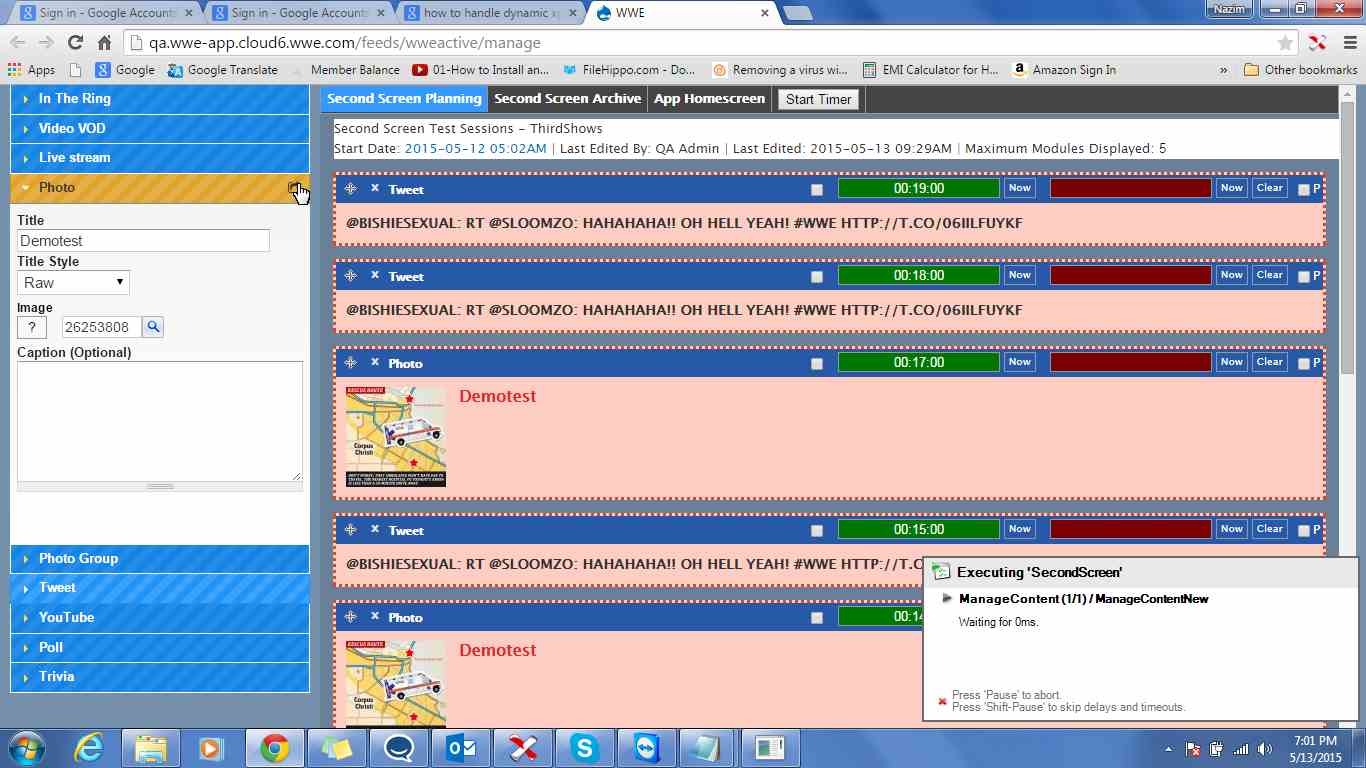 Sign in - Google Accounts
Sign in - Google Accounts
how to handle dynamic xp
WWE
Nazim
qa.wwe-app.cloud6.wwe.com/feeds/wweactive/manage
Apps
Google
Google Translate
Member Balance
01-How to Install an...
FileHippo.com - Do...
Removing a virus wi...
EMI Calculator for H...
Amazon Sign In
»
Other bookmarks
In The Ring
Video VOD
Live stream
Photo
Title
Demotest
Title Style
Raw
Image
?
26253808
Caption (Optional)
Photo Group
Tweet
YouTube
Poll
Trivia
Second Screen Planning
Second Screen Archive
App Homescreen
Start Timer
Second Screen Test Sessions - ThirdShows
Start Date: 2015-05-12 05:02AM | Last Edited By: QA Admin | Last Edited: 2015-05-13 09:29AM | Maximum Modules Displayed: 5
x Tweet 00:19:00 Now Now Clear P
@BISHIESEXUAL: RT @SLOOMZO: HAHAHAHA!! OH HELL YEAH! #WWE HTTP://T.CO/06IILFUYKF
x Tweet 00:18:00 Now Now Clear P
@BISHIESEXUAL: RT @SLOOMZO: HAHAHAHA!! OH HELL YEAH! #WWE HTTP://T.CO/06IILFUYKF
x Photo 00:17:00 Now Now Clear P
RESCUE ROUTE
Corpus
Christi
Demotest
x Tweet 00:15:00 Now Now Clear P
@BISHIESEXUAL: RT @SLOOMZO: HAHAHAHA!! OH HELL YEAH! #WWE HTTP://T.C
x Photo 00:14
RESCUE ROUTE
Corpus
Christi
Demotest
Executing 'SecondScreen'
ManageContent (1/1) / ManageContentNew
Waiting for 0ms.
Press 'Pause' to abort.
Press 'Shift-Pause' to skip delays and timeouts.
7:01 PM
5/13/2015